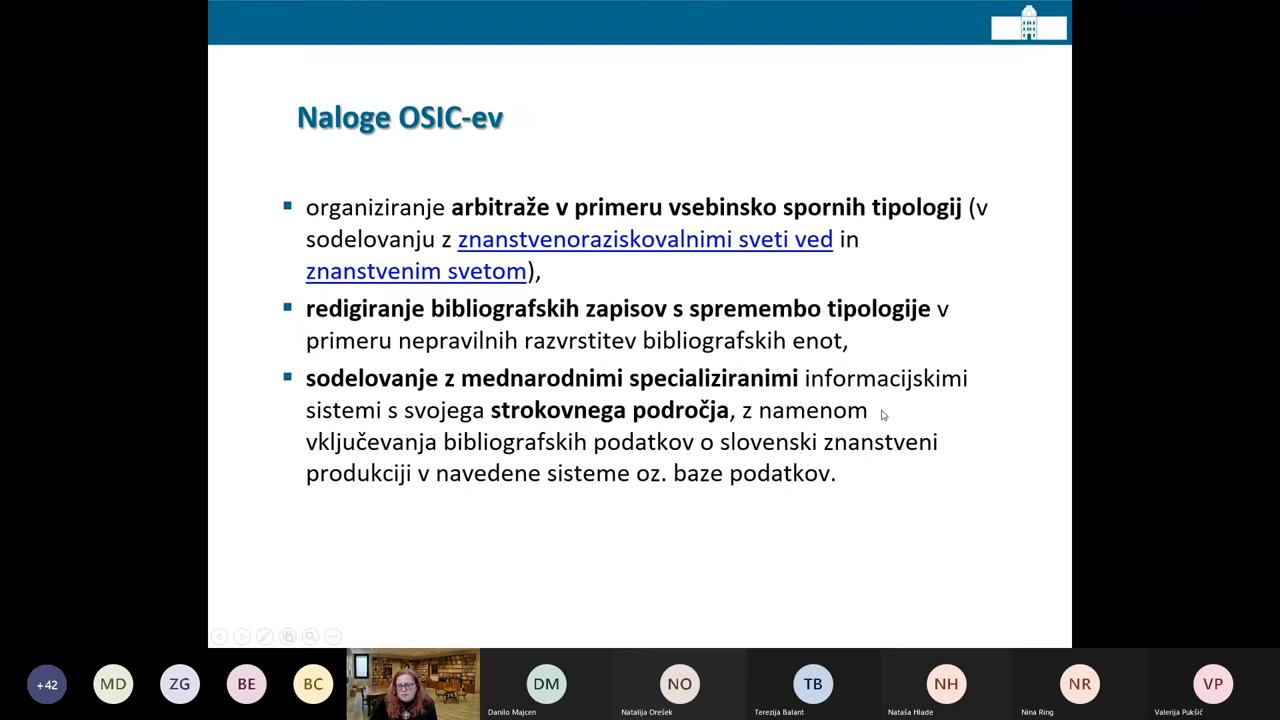 Naloge OSIC-ev
▪ organiziranje arbitraže v primeru vsebinsko spornih tipologij (v
sodelovanju z znanstvenoraziskovalnimi sveti ved in
znanstvenim svetom),
▪ redigiranje bibliografskih zapisov s spremembo tipologije v
primeru nepravilnih razvrstitev bibliografskih enot,
▪ sodelovanje z mednarodnimi specializiranimi informacijskimi
sistemi s svojega strokovnega področja, z namenom
vključevanja bibliografskih podatkov o slovenski znanstveni
produkciji v navedene sisteme oz. baze podatkov.
+42 MD ZG BE BC DM NO TB NH NR VP
Danilo Majcen Natalija Orešek Terezija Balant Nataša Hlade Nina Ring Valerija Pukšič